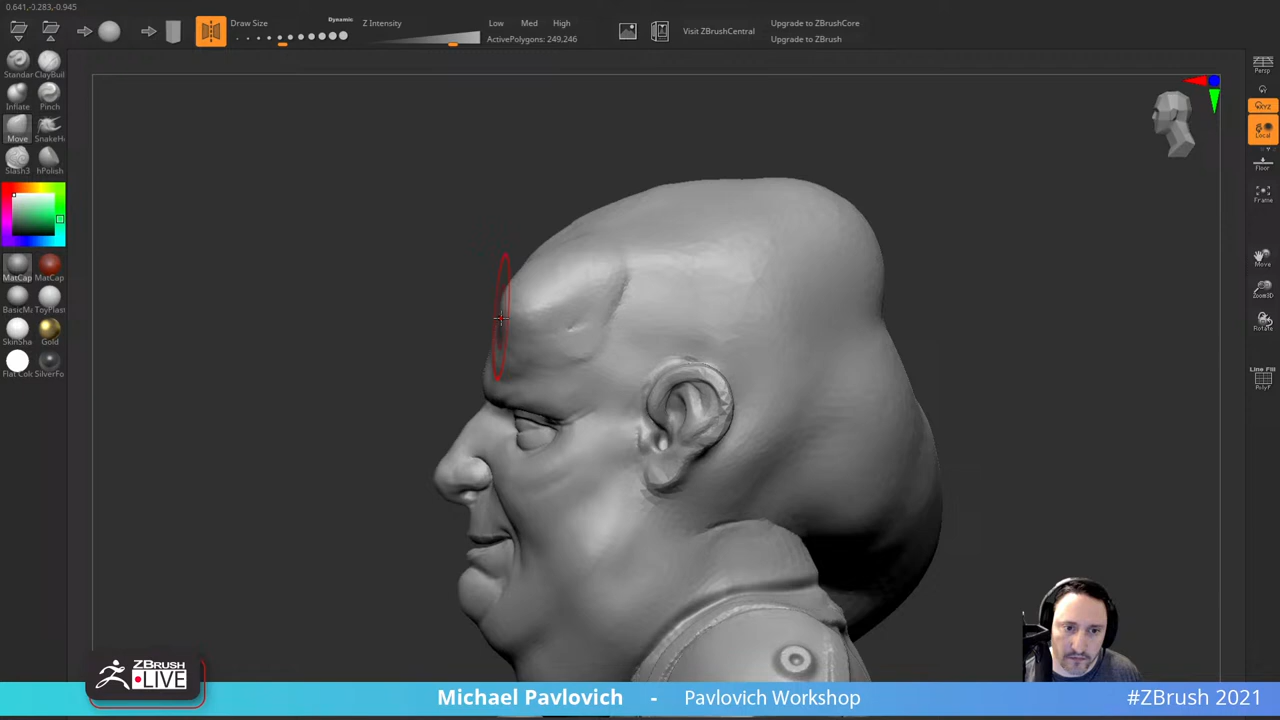 0.641,-0.283,-0.945
Draw Size
Dynamic
Z Intensity
Low Med High
ActivePolygons: 249,246
Visit ZBrushCentral
Upgrade to ZBrushCore
Upgrade to ZBrush
Standar ClayBuil
Inflate Pinch
Move SnakeHo
Slash3 hPolish
MatCap MatCap
BasicMa ToyPlast
SkinSha Gold
Flat Colo SilverFo
Persp
XYZ
Local
Floor
Frame
Move
Zoom3D
Rotate
Line Fill
PolyF
ZBRUSH
LIVE
Michael Pavlovich - Pavlovich Workshop #ZBrush 2021